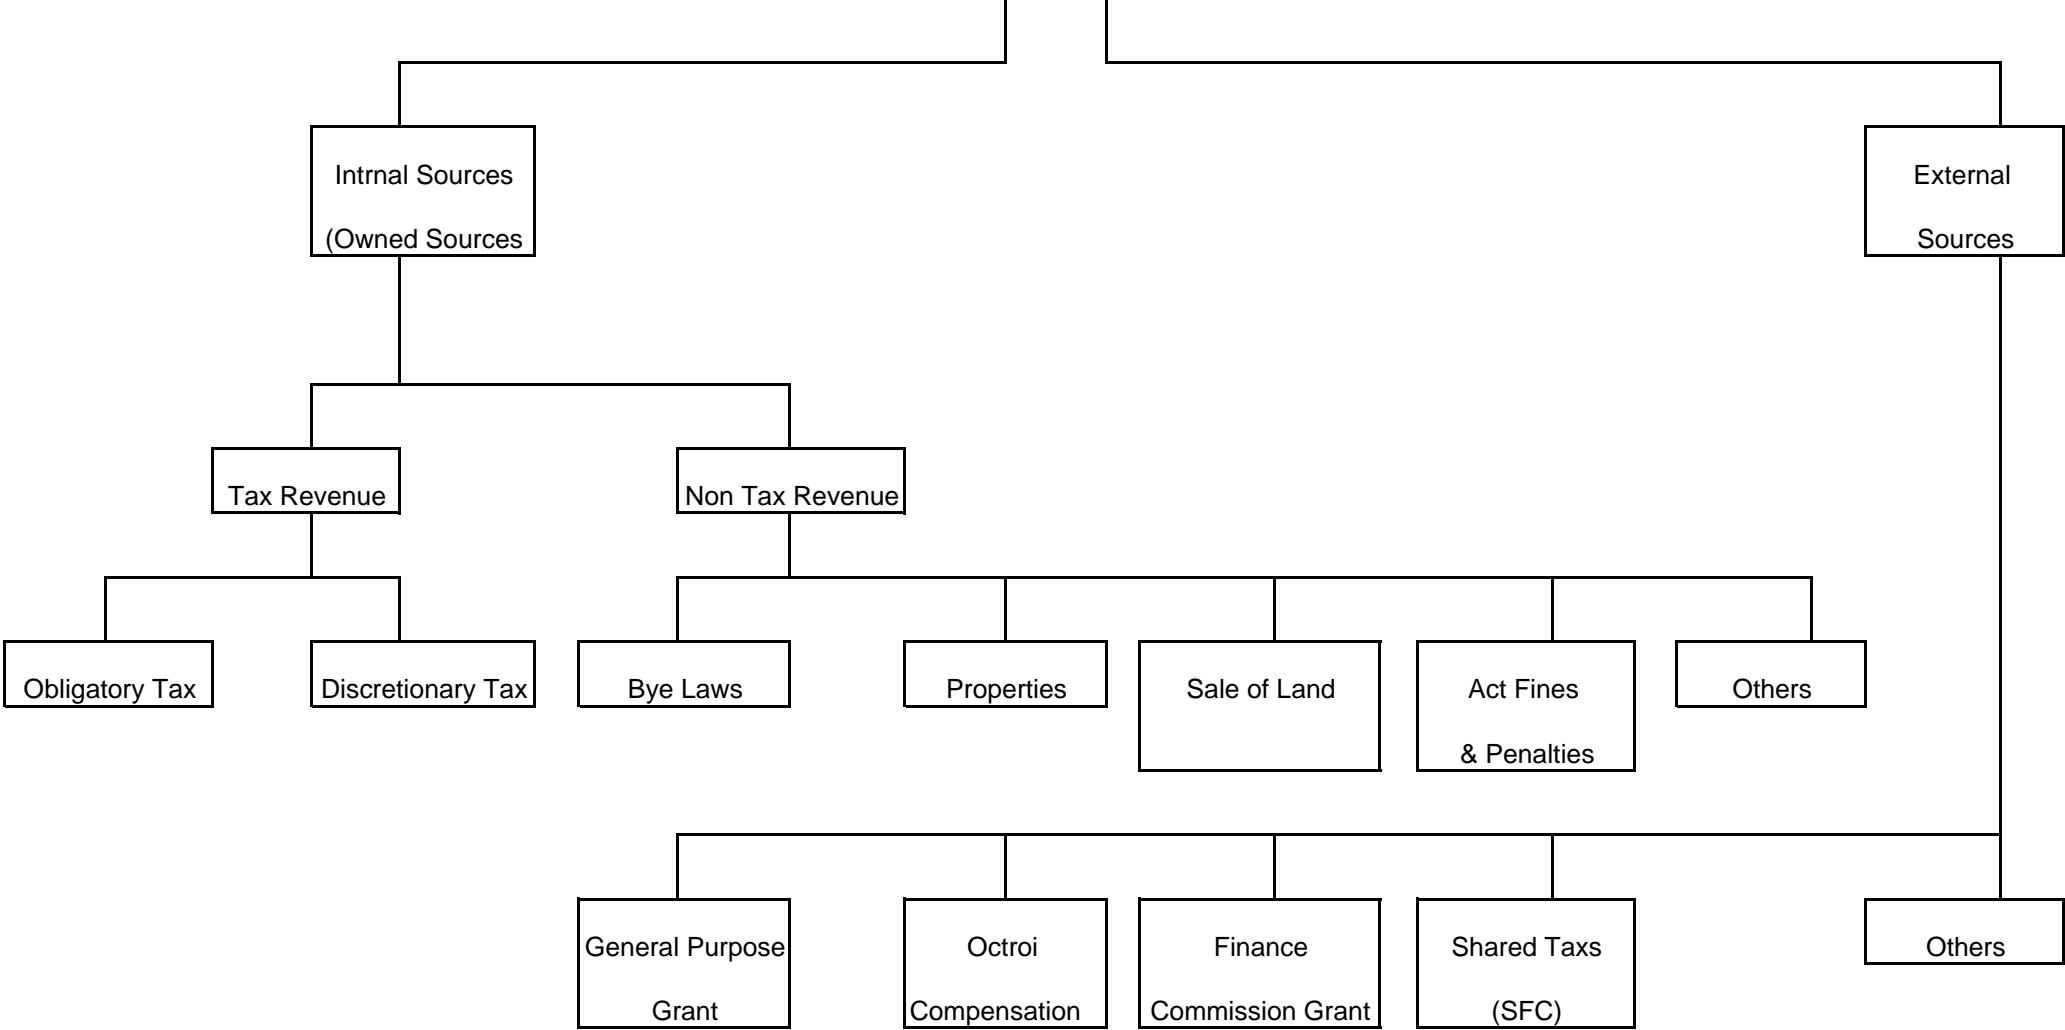 Intrnal Sources
(Owned Sources
External
Sources
Tax Revenue
Non Tax Revenue
Obligatory Tax
Discretionary Tax
Bye Laws
Properties
Sale of Land
Act Fines
& Penalties
Others
General Purpose
Grant
Octroi
Compensation
Finance
Commission Grant
Shared Taxs
(SFC)
Others